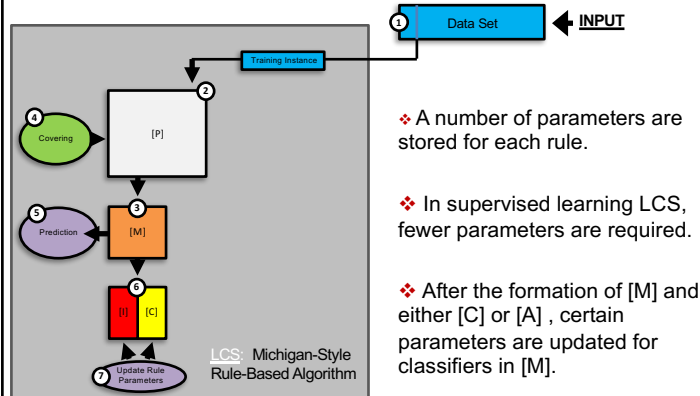 1
Data Set
INPUT
Training Instance
2
4
Covering
[P]
3
5
Prediction
[M]
6
[I] [C]
7
Update Rule
Parameters
LCS: Michigan-Style
Rule-Based Algorithm
❖ A number of parameters are
stored for each rule.
❖ In supervised learning LCS,
fewer parameters are required.
❖ After the formation of [M] and
either [C] or [A] , certain
parameters are updated for
classifiers in [M].